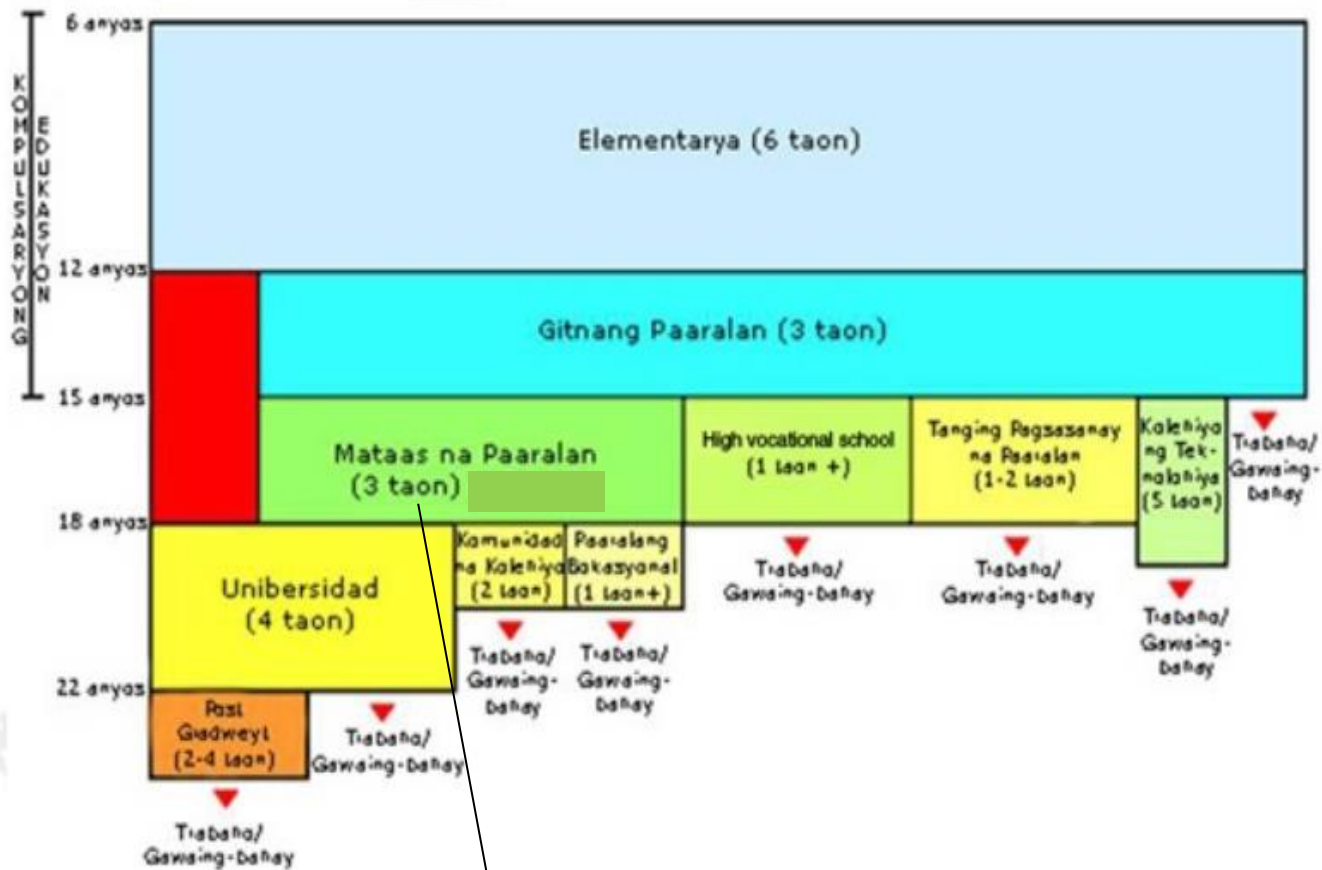 KOMPULSARYONG
EDUKASYON
6 anyos
Elementarya (6 taon)
12 anyos
Gitnang Paaralan (3 taon)
15 anyos
Mataas na Paaralan
(3 taon)
High vocational school
(1 taon +)
Tanging Pagsasanay
na Paaralan
(1-2 taon)
Kolehiyo
ng Tek-
nolohiya
(5 taon)
Trabaho/
Gawaing-
bahay
18 anyos
Unibersidad
(4 taon)
Komunidad
na Kolehiyo
(2 taon)
Paaralang
Bokasyonal
(1 taon+)
Trabaho/
Gawaing-bahay
Trabaho/
Gawaing-bahay
Trabaho/
Gawaing-
bahay
Trabaho/
Gawaing-
bahay
Trabaho/
Gawaing-
bahay
22 anyos
Post
Gradweyt
(2-4 taon)
Trabaho/
Gawaing-bahay
Trabaho/
Gawaing-bahay